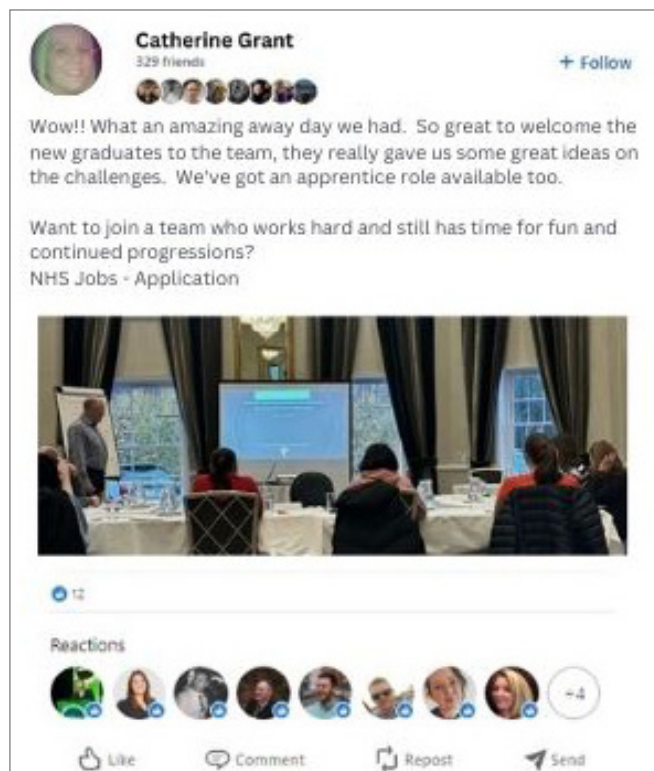 Catherine Grant
329 friends
+ Follow
Wow!! What an amazing away day we had. So great to welcome the
new graduates to the team, they really gave us some great ideas on
the challenges. We've got an apprentice role available too.
Want to join a team who works hard and still has time for fun and
continued progressions?
NHS Jobs - Application
12
Reactions
+4
Like
Comment
Repost
Send